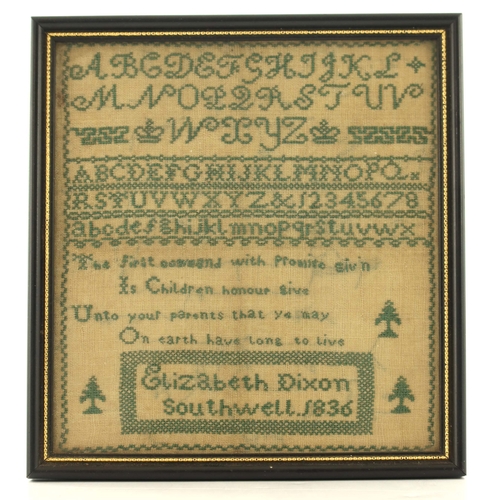 ABCDEFGHIJKL
MNOPQRSTUV
WXYZ
ABCDEFGHIJKLMNOPQ
RSTUVWXYZ&12345678
abcdefghijklmnopqrstuvwx
The first command with Promise giv'n
Is Children honour give
Unto your parents that ye may
On earth have long to live
Elizabeth Dixon
Southwell.1836